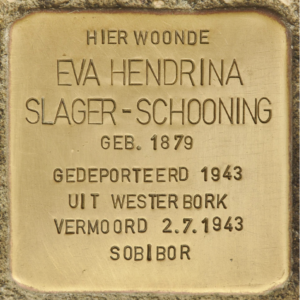 HIER WOONDE
EVA HENDRINA
SLAGER-SCHOONING
GEB. 1879
GEDEPORTEERD 1943
UIT WESTERBORK
VERMOORD 2.7.1943
SOBIBOR